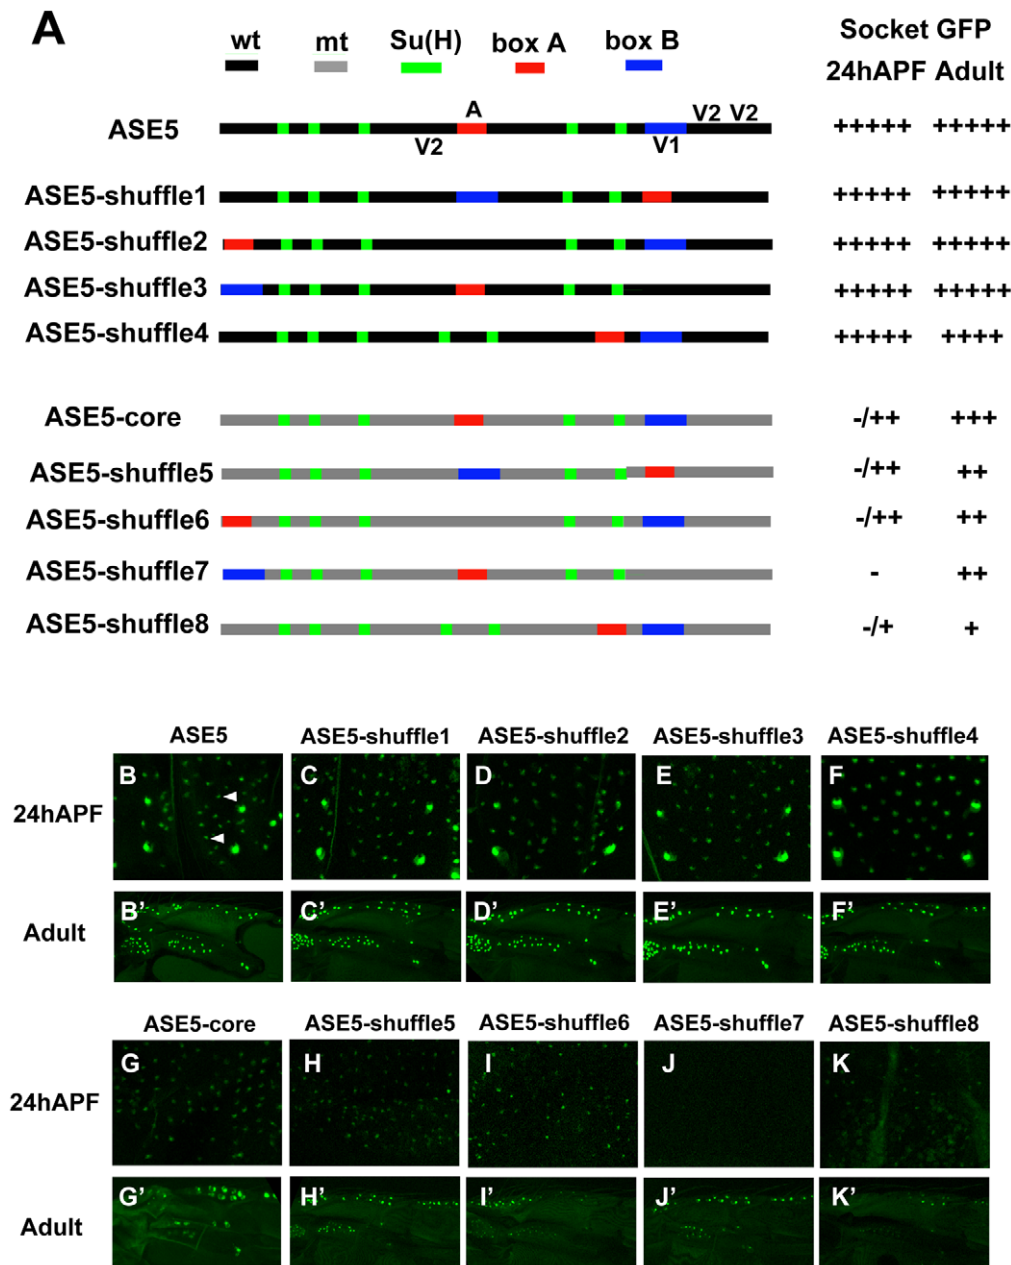 A
wt mt Su(H) box A box B
Socket GFP
24hAPF Adult
A V2 V2
ASE5 +++++ +++++
V2 V1
ASE5-shuffle1 +++++ +++++
ASE5-shuffle2 +++++ +++++
ASE5-shuffle3 +++++ +++++
ASE5-shuffle4 +++++ ++++
ASE5-core -/++ +++
ASE5-shuffle5 -/++ ++
ASE5-shuffle6 -/++ ++
ASE5-shuffle7 - ++
ASE5-shuffle8 -/+ +
ASE5 ASE5-shuffle1 ASE5-shuffle2 ASE5-shuffle3 ASE5-shuffle4
24hAPF B C D E F
Adult B' C' D' E' F'
ASE5-core ASE5-shuffle5 ASE5-shuffle6 ASE5-shuffle7 ASE5-shuffle8
24hAPF G H I J K
Adult G' H' I' J' K'